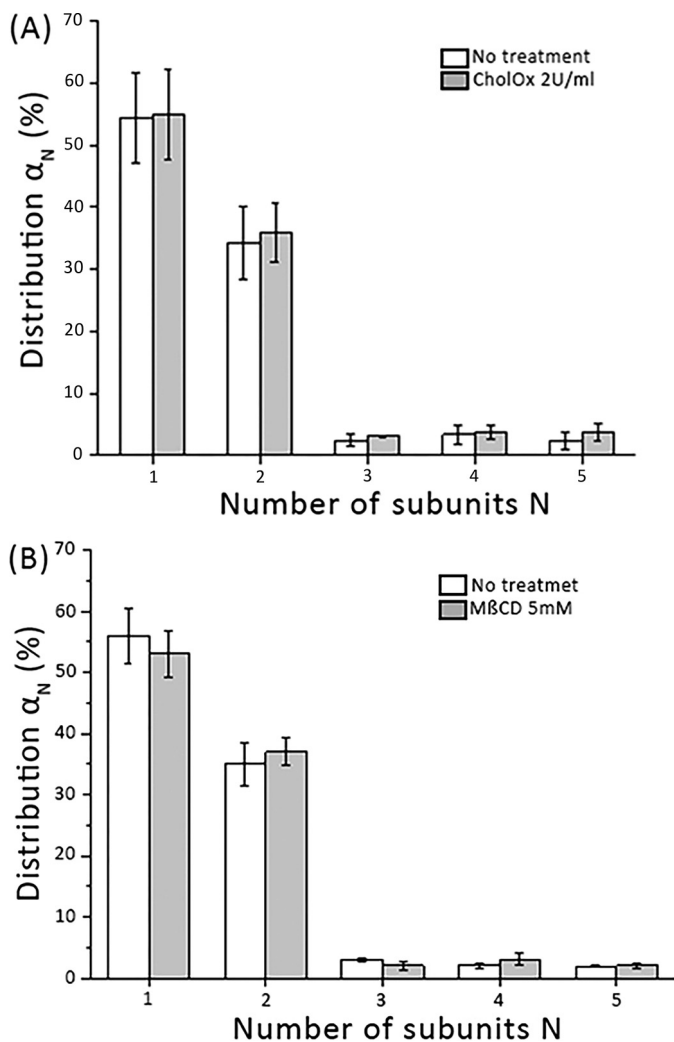 (A)
70
60
50
40
30
20
10
0
Distribution αN (%)
No treatment
CholOx 2U/ml
1 2 3 4 5
Number of subunits N
(B)
70
60
50
40
30
20
10
0
Distribution αN (%)
No treatmet
MßCD 5mM
1 2 3 4 5
Number of subunits N